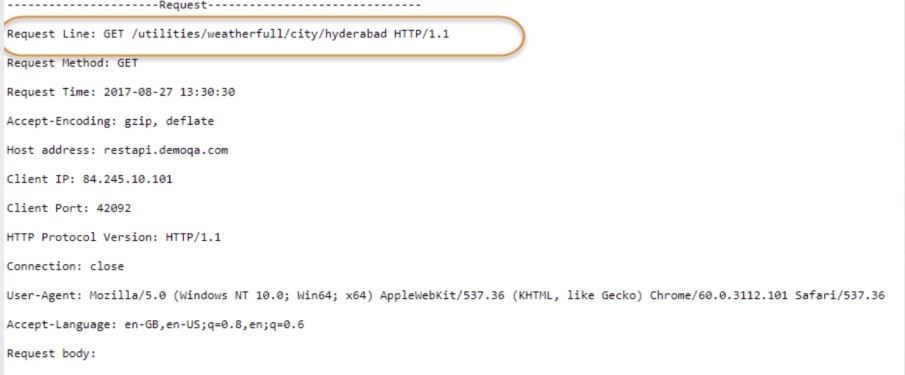 ----------------------Request-------------------------------
Request Line: GET /utilities/weatherfull/city/hyderabad HTTP/1.1
Request Method: GET
Request Time: 2017-08-27 13:30:30
Accept-Encoding: gzip, deflate
Host address: restapi.demoqa.com
Client IP: 84.245.10.101
Client Port: 42092
HTTP Protocol Version: HTTP/1.1
Connection: close
User-Agent: Mozilla/5.0 (Windows NT 10.0; Win64; x64) AppleWebKit/537.36 (KHTML, like Gecko) Chrome/60.0.3112.101 Safari/537.36
Accept-Language: en-GB,en-US;q=0.8,en;q=0.6
Request body: